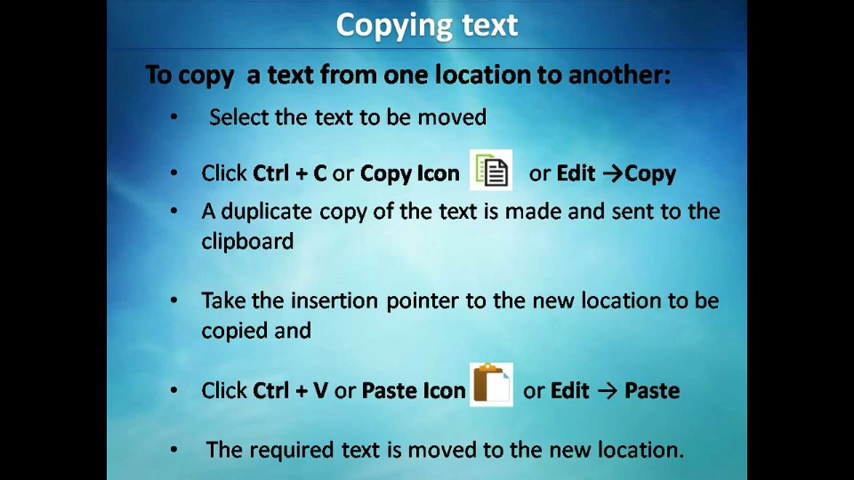 Copying text
To copy a text from one location to another:
• Select the text to be moved
• Click Ctrl + C or Copy Icon or Edit →Copy
• A duplicate copy of the text is made and sent to the
clipboard
• Take the insertion pointer to the new location to be
copied and
• Click Ctrl + V or Paste Icon or Edit → Paste
• The required text is moved to the new location.